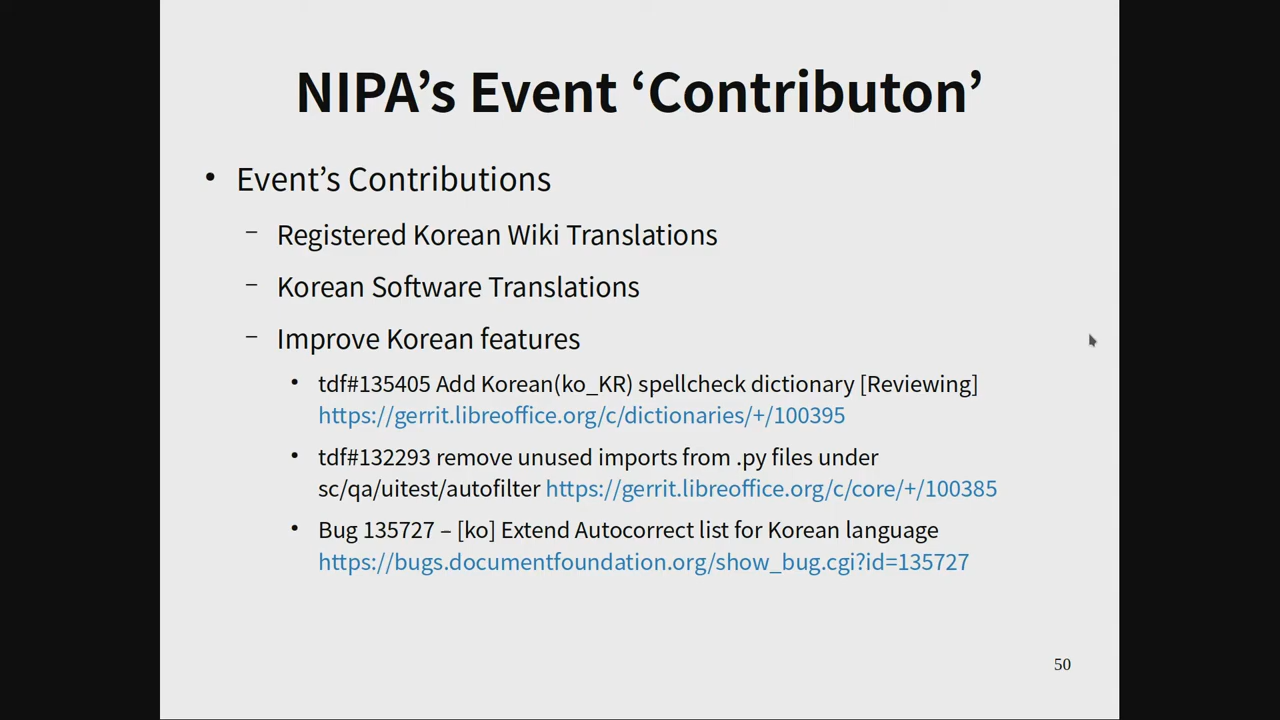 NIPA’s Event ‘Contributon’
• Event’s Contributions
– Registered Korean Wiki Translations
– Korean Software Translations
– Improve Korean features
• tdf#135405 Add Korean(ko_KR) spellcheck dictionary [Reviewing]
https://gerrit.libreoffice.org/c/dictionaries/+/100395
• tdf#132293 remove unused imports from .py files under
sc/qa/uitest/autofilter https://gerrit.libreoffice.org/c/core/+/100385
• Bug 135727 – [ko] Extend Autocorrect list for Korean language
https://bugs.documentfoundation.org/show_bug.cgi?id=135727
50